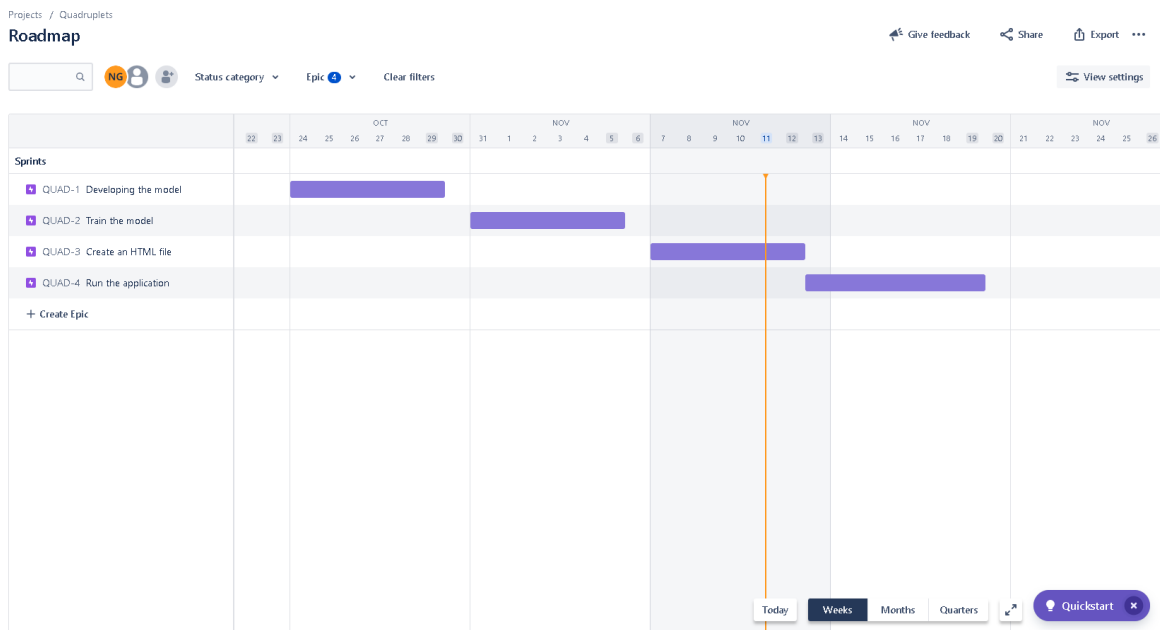 Projects / Quadruplets
Roadmap
Give feedback Share Export
NG Status category Epic 4 Clear filters View settings
OCT NOV NOV NOV NOV
22 23 24 25 26 27 28 29 30 31 1 2 3 4 5 6 7 8 9 10 11 12 13 14 15 16 17 18 19 20 21 22 23 24 25 26
Sprints
QUAD-1 Developing the model
QUAD-2 Train the model
QUAD-3 Create an HTML file
QUAD-4 Run the application
+ Create Epic
Today Weeks Months Quarters Quickstart